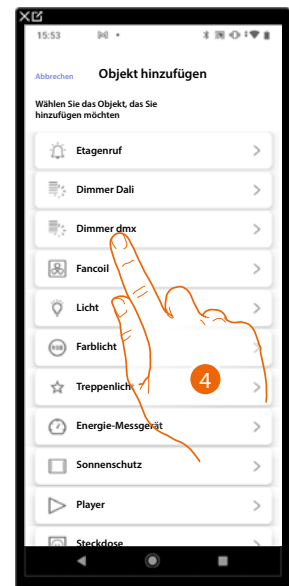 15:53
Abbrechen
Objekt hinzufügen
Wählen Sie das Objekt, das Sie
hinzufügen möchten
Etagenruf
Dimmer Dali
Dimmer dmx
Fancoil
Licht
RGB
Farblicht
Treppenlicht
4
Energie-Messgerät
Sonnenschutz
Player
Steckdose